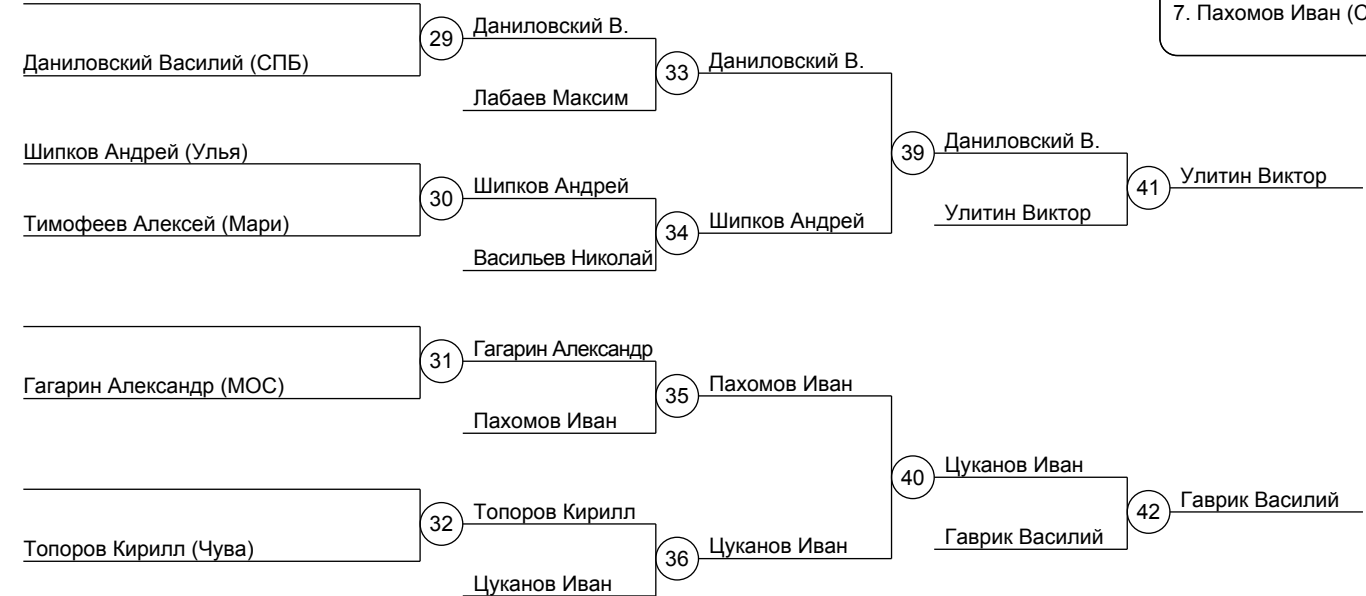 7. Пахомов Иван (С
29
Даниловский В.
Даниловский Василий (СПБ)
33
Даниловский В.
Лабаев Максим
Шипков Андрей (Улья)
39
Даниловский В.
30
Шипков Андрей
41
Улитин Виктор
Тимофеев Алексей (Мари)
34
Шипков Андрей
Улитин Виктор
Васильев Николай
31
Гагарин Александр
Гагарин Александр (МОС)
35
Пахомов Иван
Пахомов Иван
40
Цуканов Иван
32
Топоров Кирилл
42
Гаврик Василий
Топоров Кирилл (Чува)
36
Цуканов Иван
Гаврик Василий
Цуканов Иван